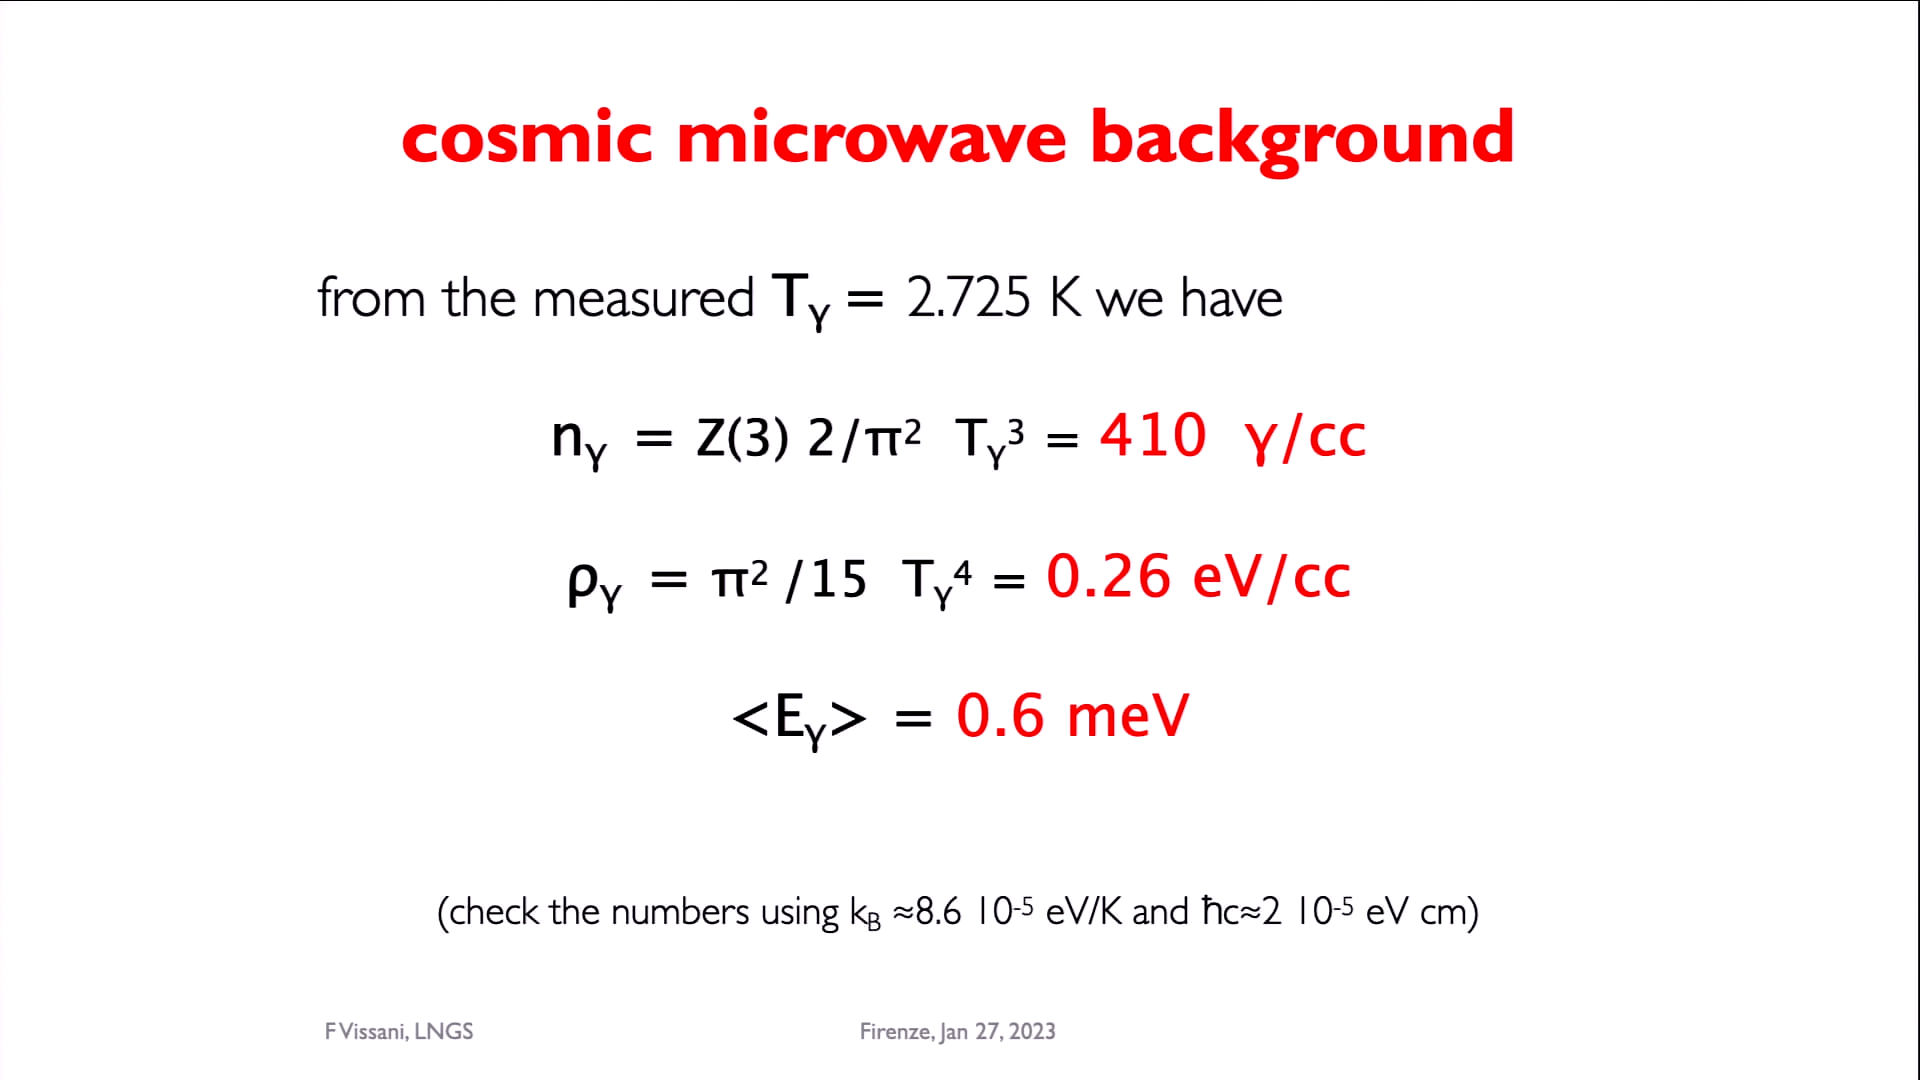 cosmic microwave background
from the measured Tγ = 2.725 K we have
nγ = Z(3) 2/π² Tγ³ = 410 γ/cc
ργ = π² /15 Tγ⁴ = 0.26 eV/cc
<Eγ> = 0.6 meV
(check the numbers using kB ≈8.6 10⁻⁵ eV/K and ħc≈2 10⁻⁵ eV cm)
F Vissani, LNGS
Firenze, Jan 27, 2023